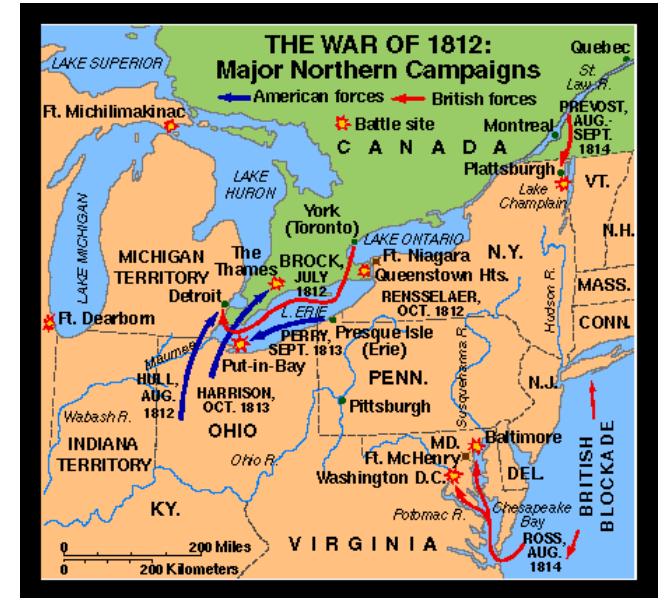 THE WAR OF 1812:
Major Northern Campaigns
American forces
British forces
Battle site
Quebec
St.
Law. R.
LAKE SUPERIOR
Ft. Michilimakinac
PREVOST,
AUG.-
SEPT.
1814
Montreal
CANADA
Plattsburgh
Lake
Champlain
VT.
LAKE
HURON
LAKE MICHIGAN
York
(Toronto)
LAKE ONTARIO
N.H.
MICHIGAN
TERRITORY
The
Thames
BROCK,
JULY
1812
Ft. Niagara
Queenstown Hts.
N.Y.
Hudson R.
MASS.
Detroit
RENSSELAER,
OCT. 1812
L. ERIE
Ft. Dearborn
CONN.
PERRY,
SEPT. 1813
Presque Isle
(Erie)
Maumee
Put-in-Bay
Susquehanna R.
HULL,
AUG.
1812
HARRISON,
OCT. 1813
PENN.
N.J.
Pittsburgh
Wabash R.
OHIO
INDIANA
TERRITORY
Ohio R.
MD.
Baltimore
Ft. McHenry
Washington D.C.
DEL.
BRITISH
BLOCKADE
KY.
Potomac R.
Chesapeake
Bay
ROSS,
AUG.
1814
VIRGINIA
0 200 Miles
0 200 Kilometers